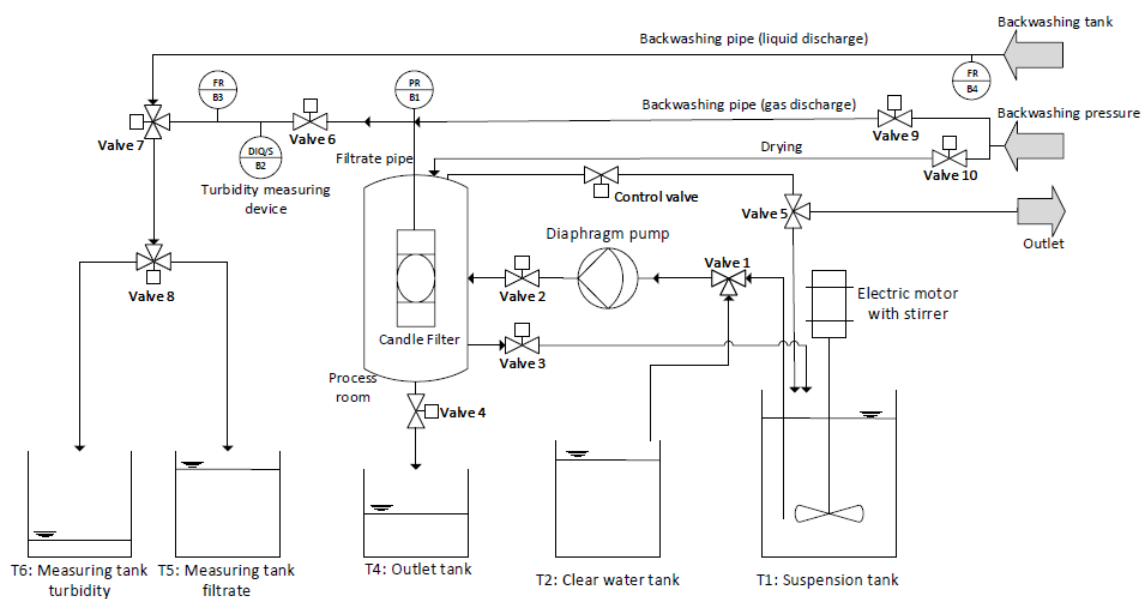 Backwashing tank
Backwashing pipe (liquid discharge)
FR
B3
PR
B1
FR
B4
Backwashing pipe (gas discharge)
Backwashing pressure
Valve 6
Valve 9
Valve 7
DIQ/S
B2
Filtrate pipe
Drying
Valve 10
Turbidity measuring
device
Control valve
Valve 5
Outlet
Diaphragm pump
Valve 1
Valve 8
Valve 2
Electric motor
with stirrer
Candle Filter
Valve 3
Process
room
Valve 4
T6: Measuring tank
turbidity
T5: Measuring tank
filtrate
T4: Outlet tank
T2: Clear water tank
T1: Suspension tank